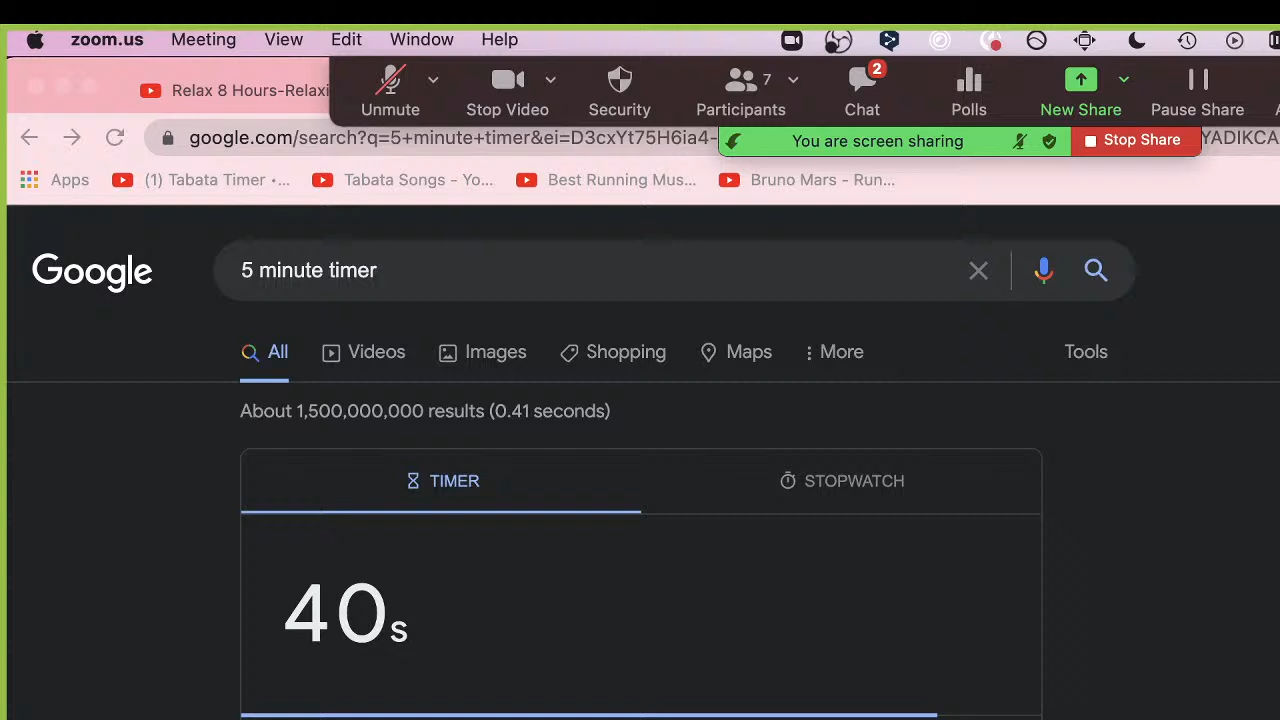 zoom.us Meeting View Edit Window Help
Relax 8 Hours-Relaxi
Unmute Stop Video Security Participants 7 Chat 2 Polls New Share Pause Share
google.com/search?q=5+minute+timer&ei=D3cxYt75H6ia4- You are screen sharing Stop Share YADIKCA
Apps (1) Tabata Timer •... Tabata Songs - Yo... Best Running Mus... Bruno Mars - Run...
Google 5 minute timer
All Videos Images Shopping Maps More Tools
About 1,500,000,000 results (0.41 seconds)
TIMER STOPWATCH
40s